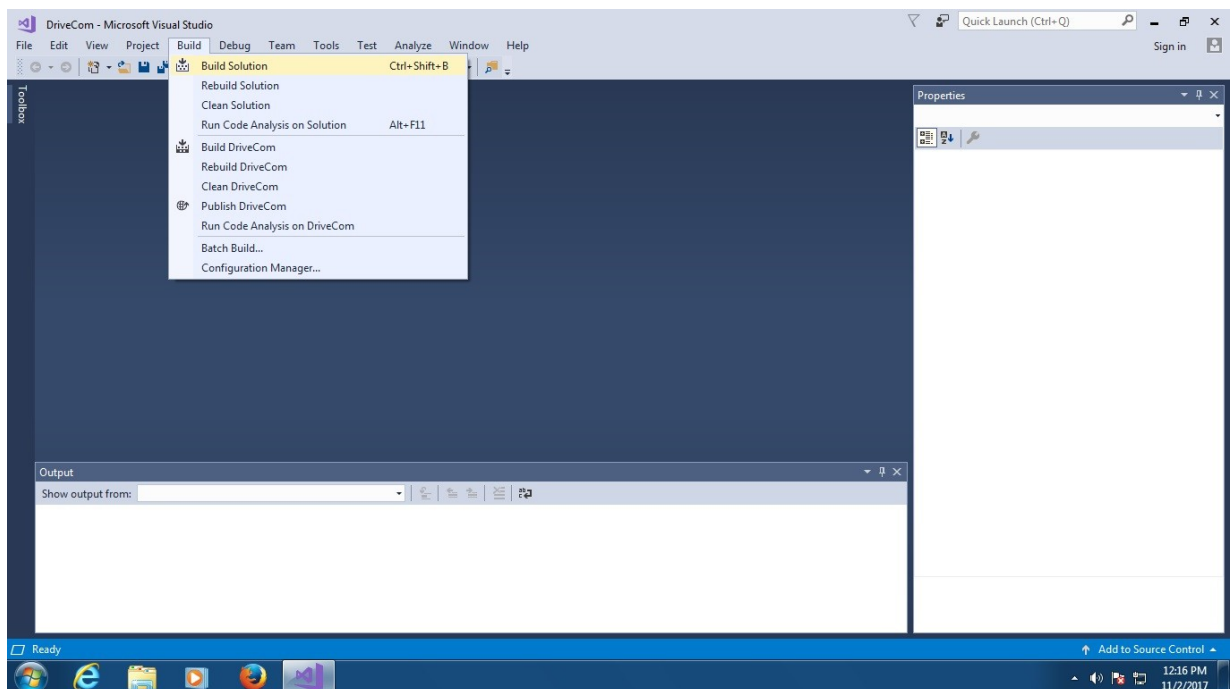 DriveCom - Microsoft Visual Studio
Quick Launch (Ctrl+Q)
File Edit View Project Build Debug Team Tools Test Analyze Window Help
Sign in
Build Solution Ctrl+Shift+B
Rebuild Solution
Clean Solution
Run Code Analysis on Solution Alt+F11
Build DriveCom
Rebuild DriveCom
Clean DriveCom
Publish DriveCom
Run Code Analysis on DriveCom
Batch Build...
Configuration Manager...
Toolbox
Properties
Output
Show output from:
Ready
Add to Source Control
12:16 PM
11/2/2017